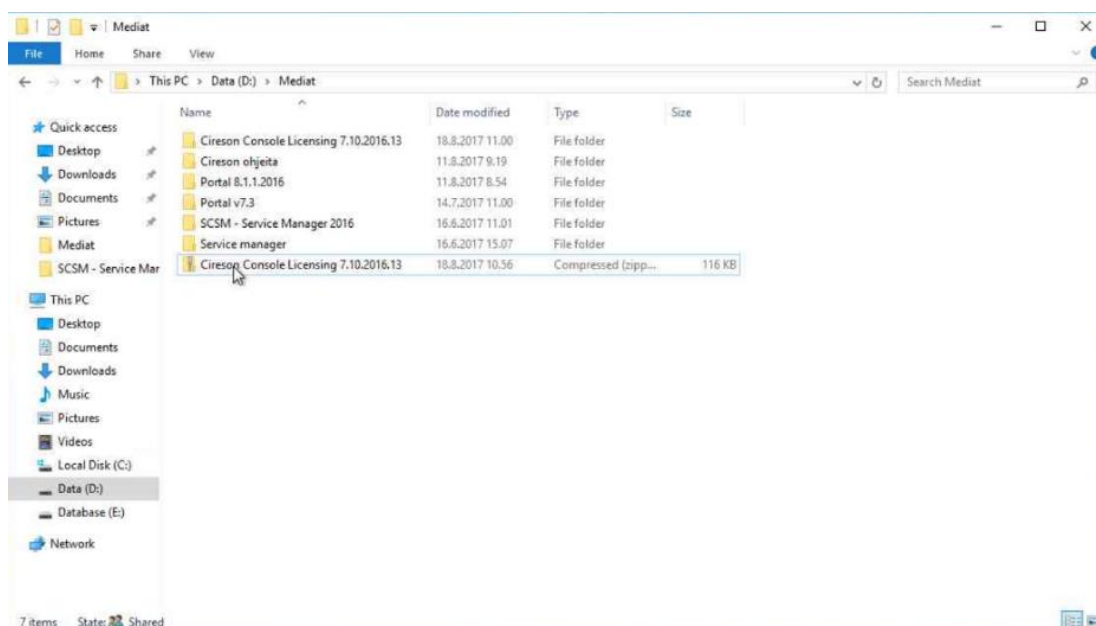 Mediat
File Home Share View
This PC > Data (D:) > Mediat
Search Mediat
Name Date modified Type Size
Quick access
Desktop
Downloads
Documents
Pictures
Mediat
SCSM - Service Mar
This PC
Desktop
Documents
Downloads
Music
Pictures
Videos
Local Disk (C:)
Data (D:)
Database (E:)
Network
Cireson Console Licensing 7.10.2016.13 18.8.2017 11.00 File folder
Cireson ohjeita 11.8.2017 9.19 File folder
Portal 8.1.1.2016 11.8.2017 8.54 File folder
Portal v7.3 14.7.2017 11.00 File folder
SCSM - Service Manager 2016 16.6.2017 11.01 File folder
Service manager 16.6.2017 15.07 File folder
Cireson Console Licensing 7.10.2016.13 18.8.2017 10.56 Compressed (zipp... 116 KB
7 items State: Shared